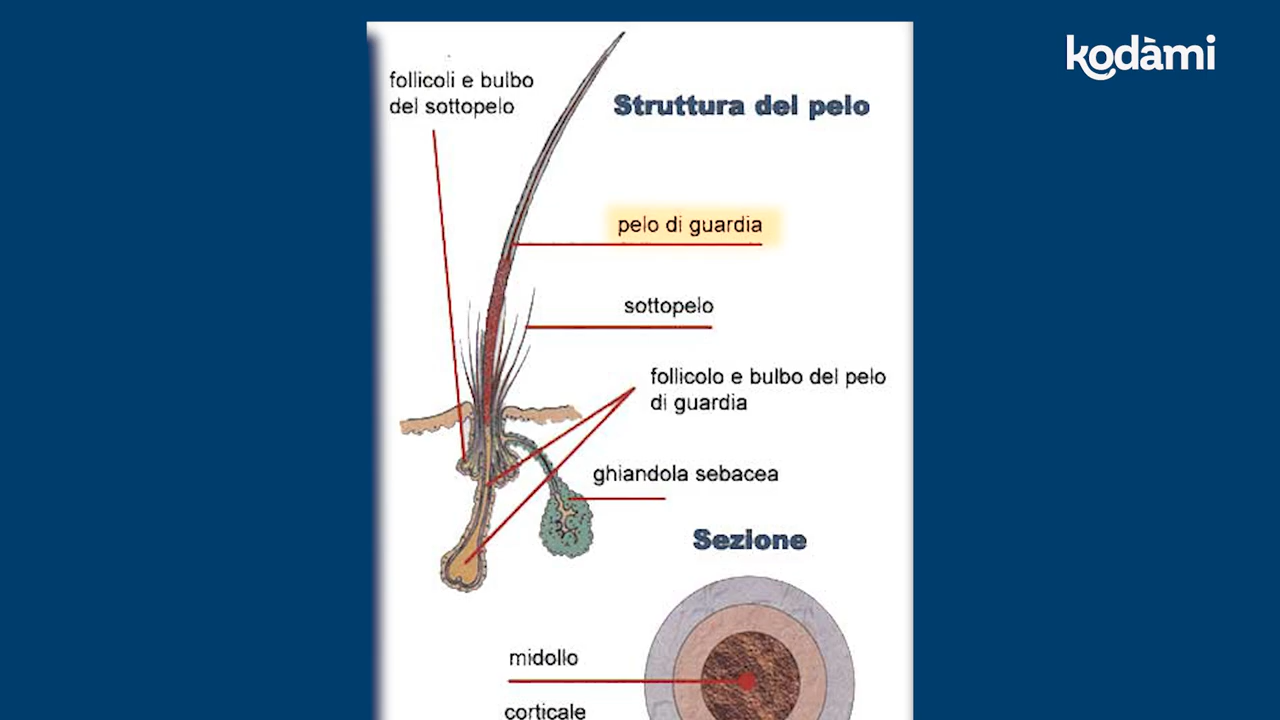 kodàmi
follicoli e bulbo
del sottopelo
Struttura del pelo
pelo di guardia
sottopelo
follicolo e bulbo del pelo
di guardia
ghiandola sebacea
Sezione
midollo
corticale